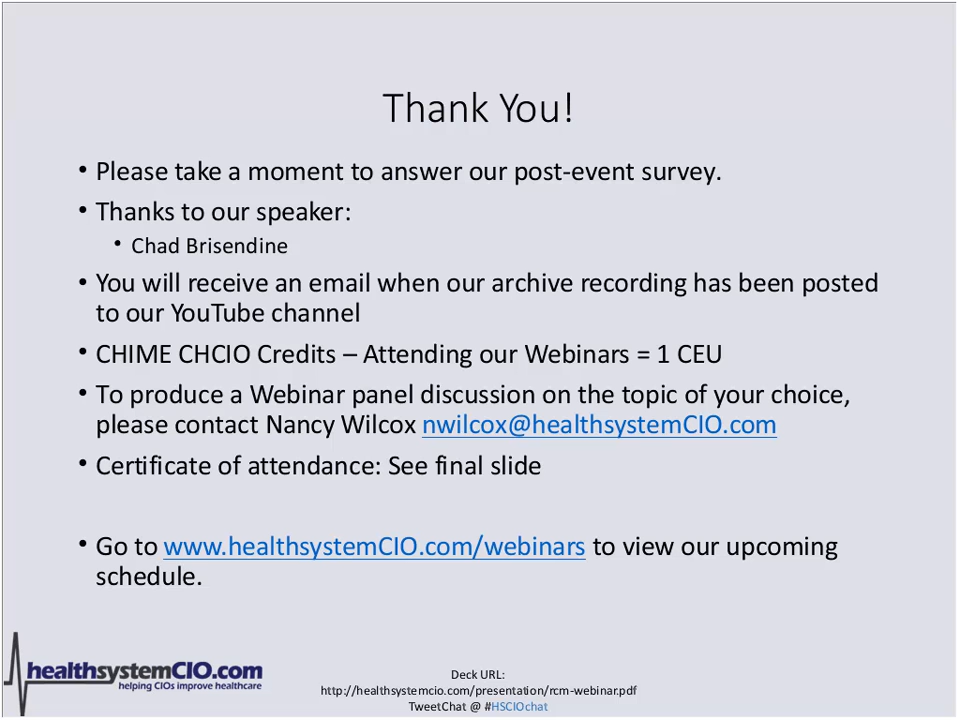 Thank You!
• Please take a moment to answer our post-event survey.
• Thanks to our speaker:
• Chad Brisendine
• You will receive an email when our archive recording has been posted
to our YouTube channel
• CHIME CHCIO Credits – Attending our Webinars = 1 CEU
• To produce a Webinar panel discussion on the topic of your choice,
please contact Nancy Wilcox nwilcox@healthsystemCIO.com
• Certificate of attendance: See final slide
• Go to www.healthsystemCIO.com/webinars to view our upcoming
schedule.
healthsystemCIO.com
helping CIOs improve healthcare
Deck URL:
http://healthsystemcio.com/presentation/rcm-webinar.pdf
TweetChat @ #HSCIOchat